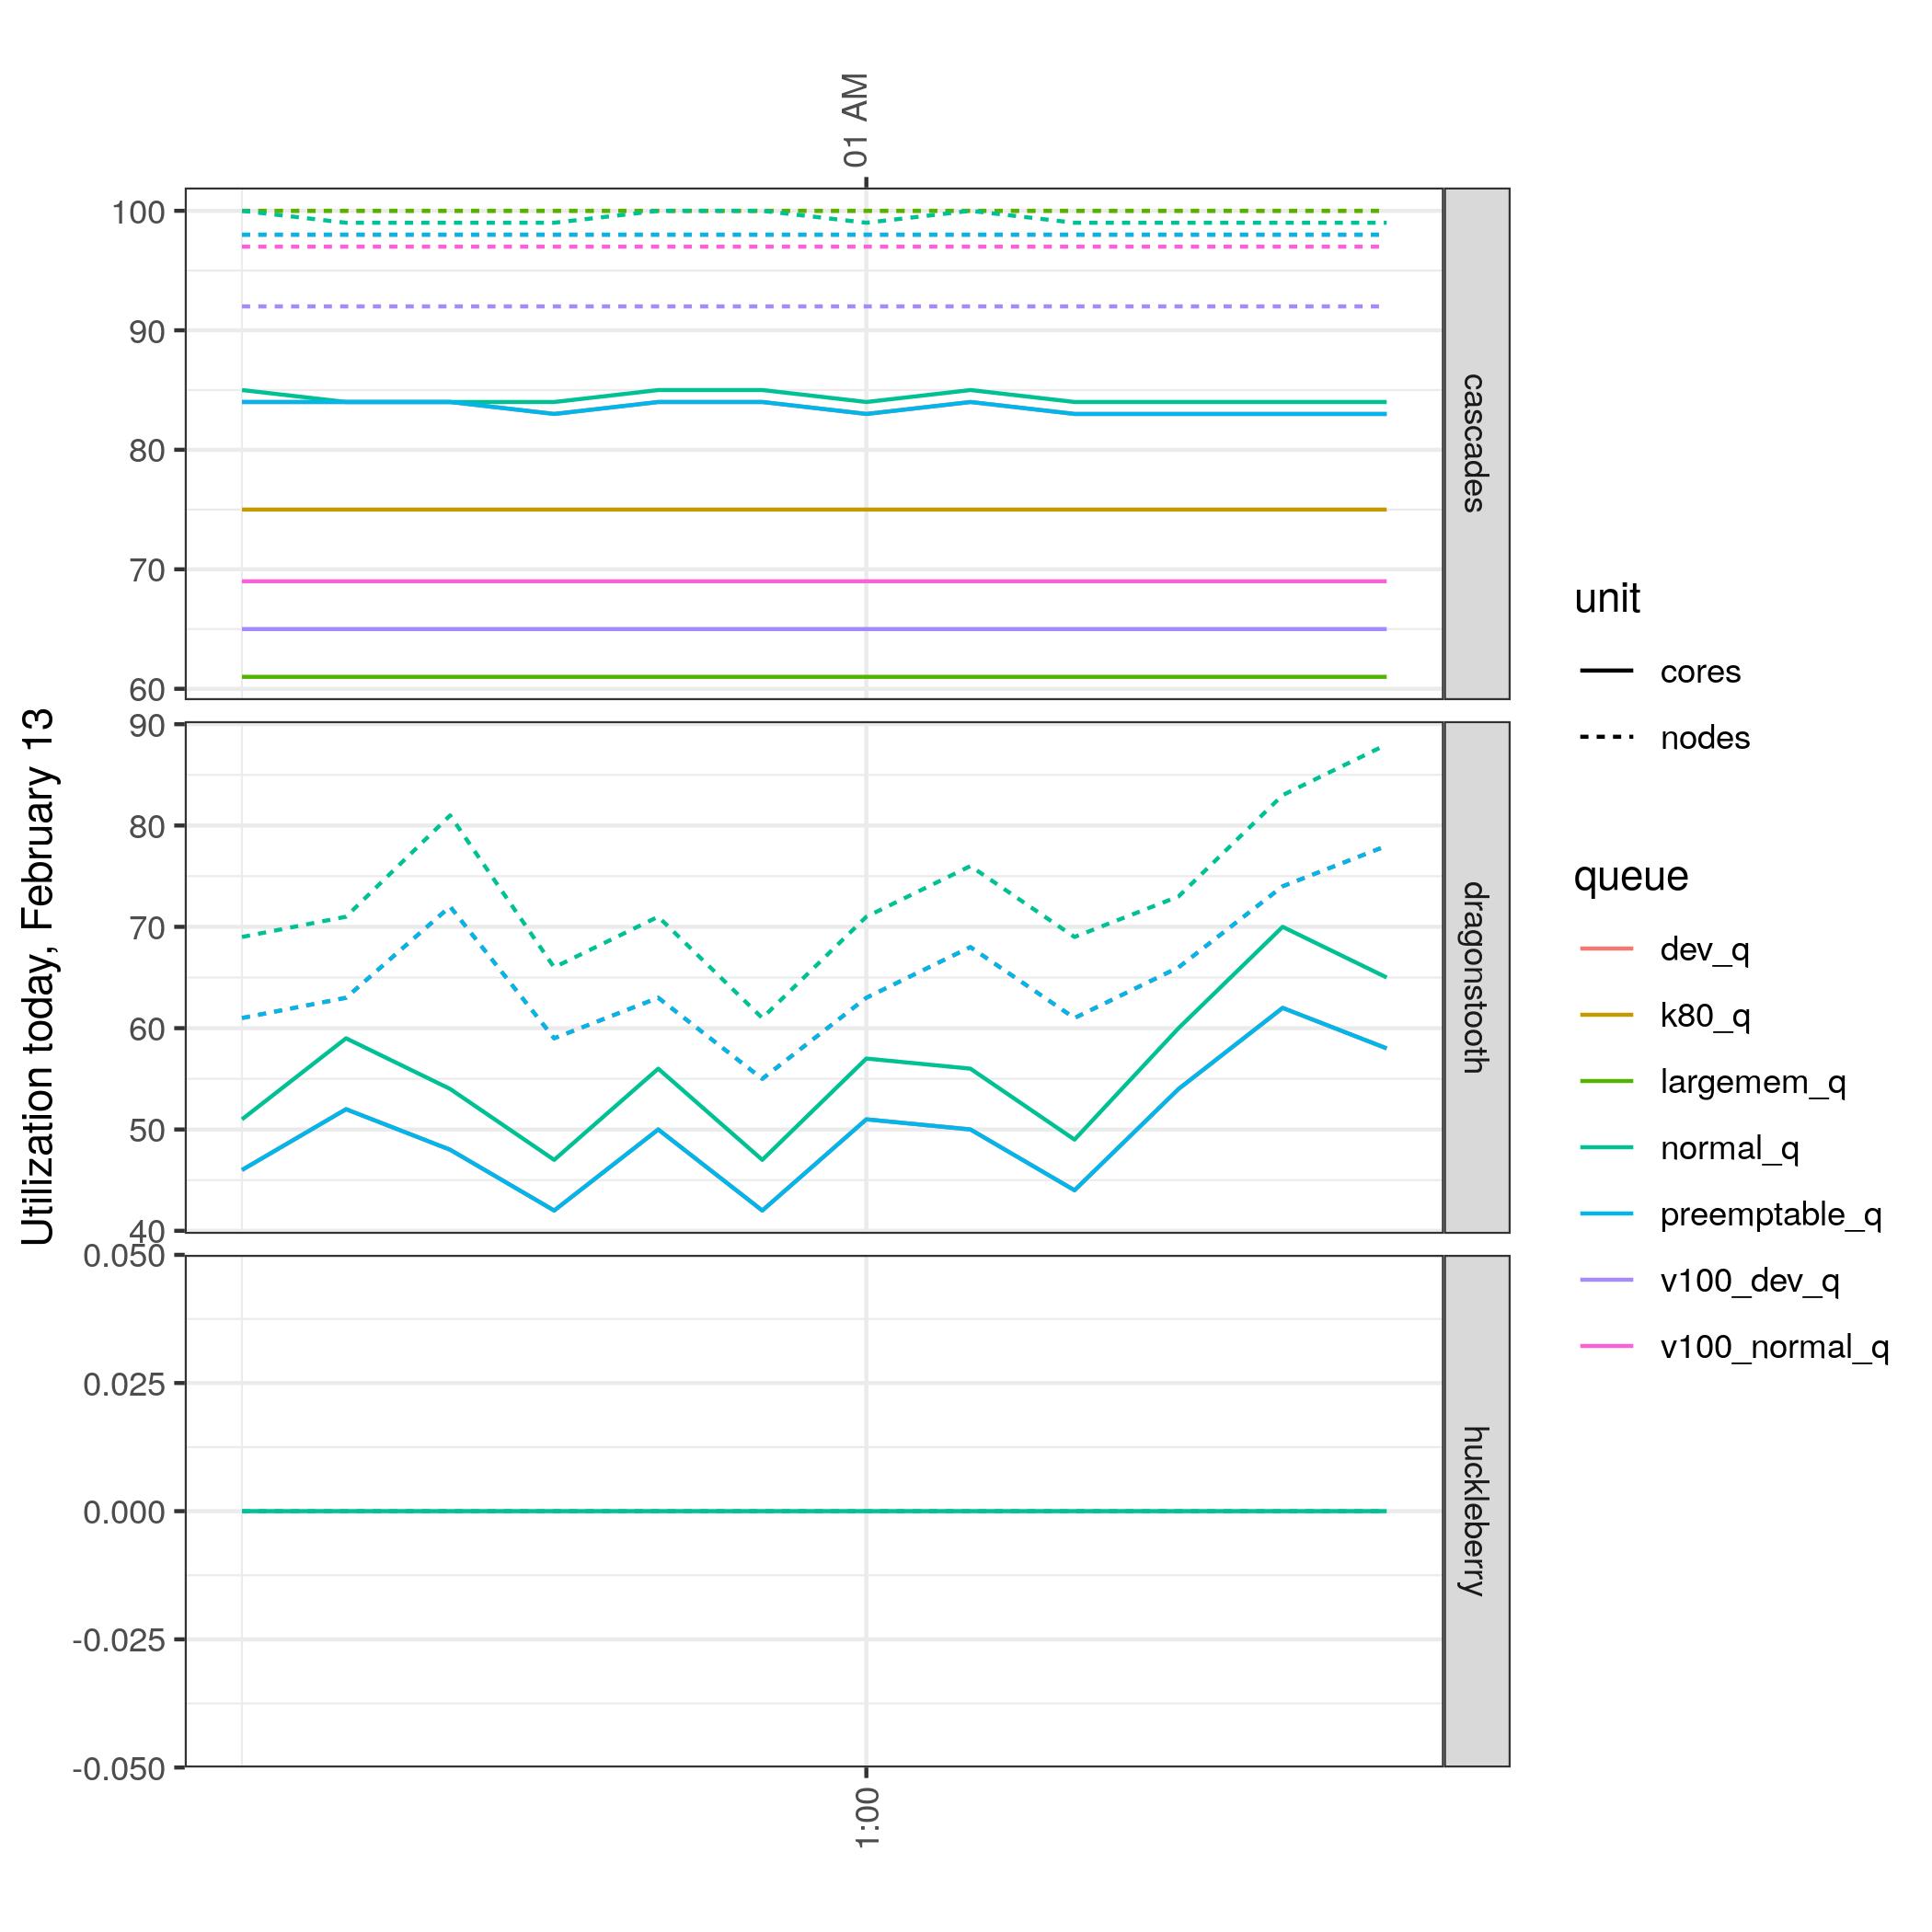 01 AM
Utilization today, February 13
100
90
80
70
60
cascades
90
80
70
60
50
40
dragonstooth
0.050
0.025
0.000
-0.025
-0.050
huckleberry
1:00
unit
cores
nodes
queue
dev_q
k80_q
largemem_q
normal_q
preemptable_q
v100_dev_q
v100_normal_q